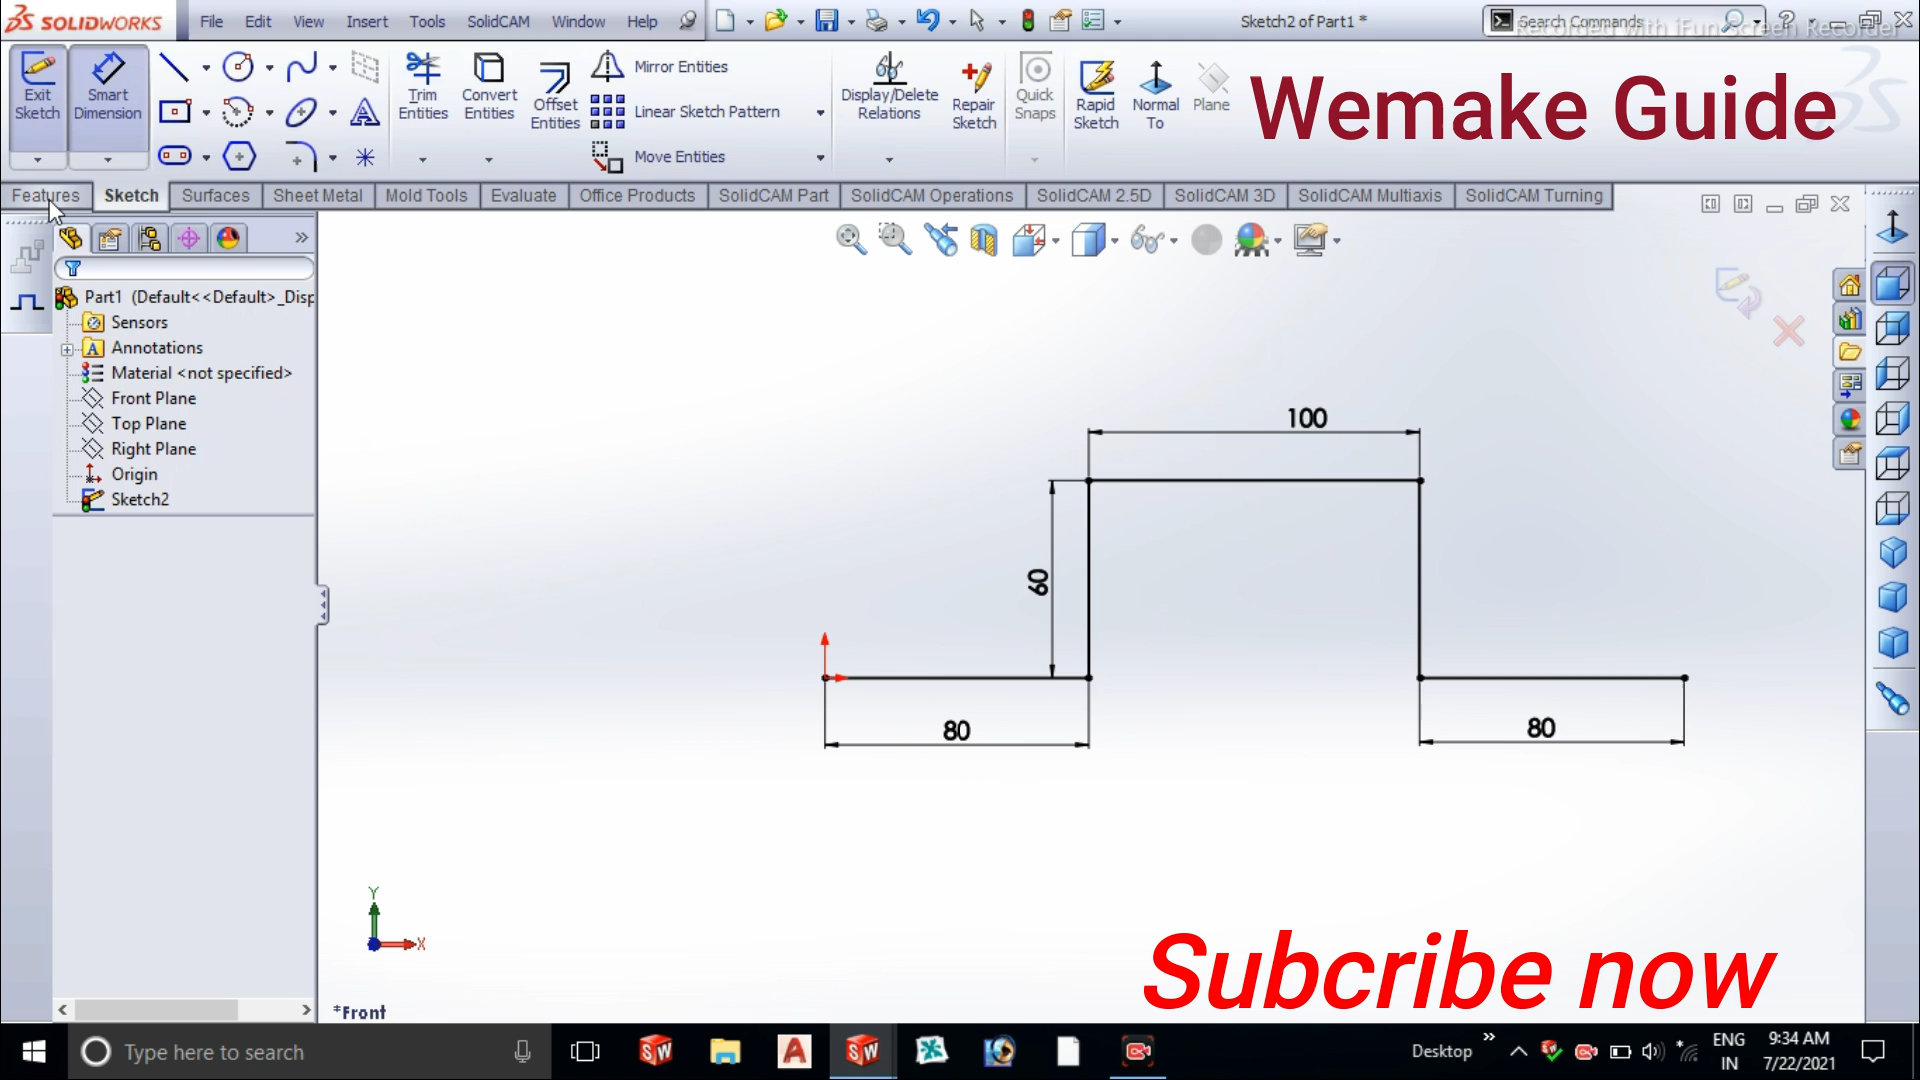 SOLIDWORKS File Edit View Insert Tools SolidCAM Window Help Sketch2 of Part1 * Search Commands
Recorded with iFun Screen Recorder
Exit Sketch
Smart Dimension
Trim Entities
Convert Entities
Offset Entities
Mirror Entities
Linear Sketch Pattern
Move Entities
Display/Delete Relations
Repair Sketch
Quick Snaps
Rapid Sketch
Normal To
Plane
Wemake Guide
Features Sketch Surfaces Sheet Metal Mold Tools Evaluate Office Products SolidCAM Part SolidCAM Operations SolidCAM 2.5D SolidCAM 3D SolidCAM Multiaxis SolidCAM Turning
Part1 (Default<<Default>_Disp
Sensors
Annotations
Material <not specified>
Front Plane
Top Plane
Right Plane
Origin
Sketch2
100
60
80
80
Y
X
*Front
Subcribe now
Type here to search
Desktop
ENG
IN
9:34 AM
7/22/2021